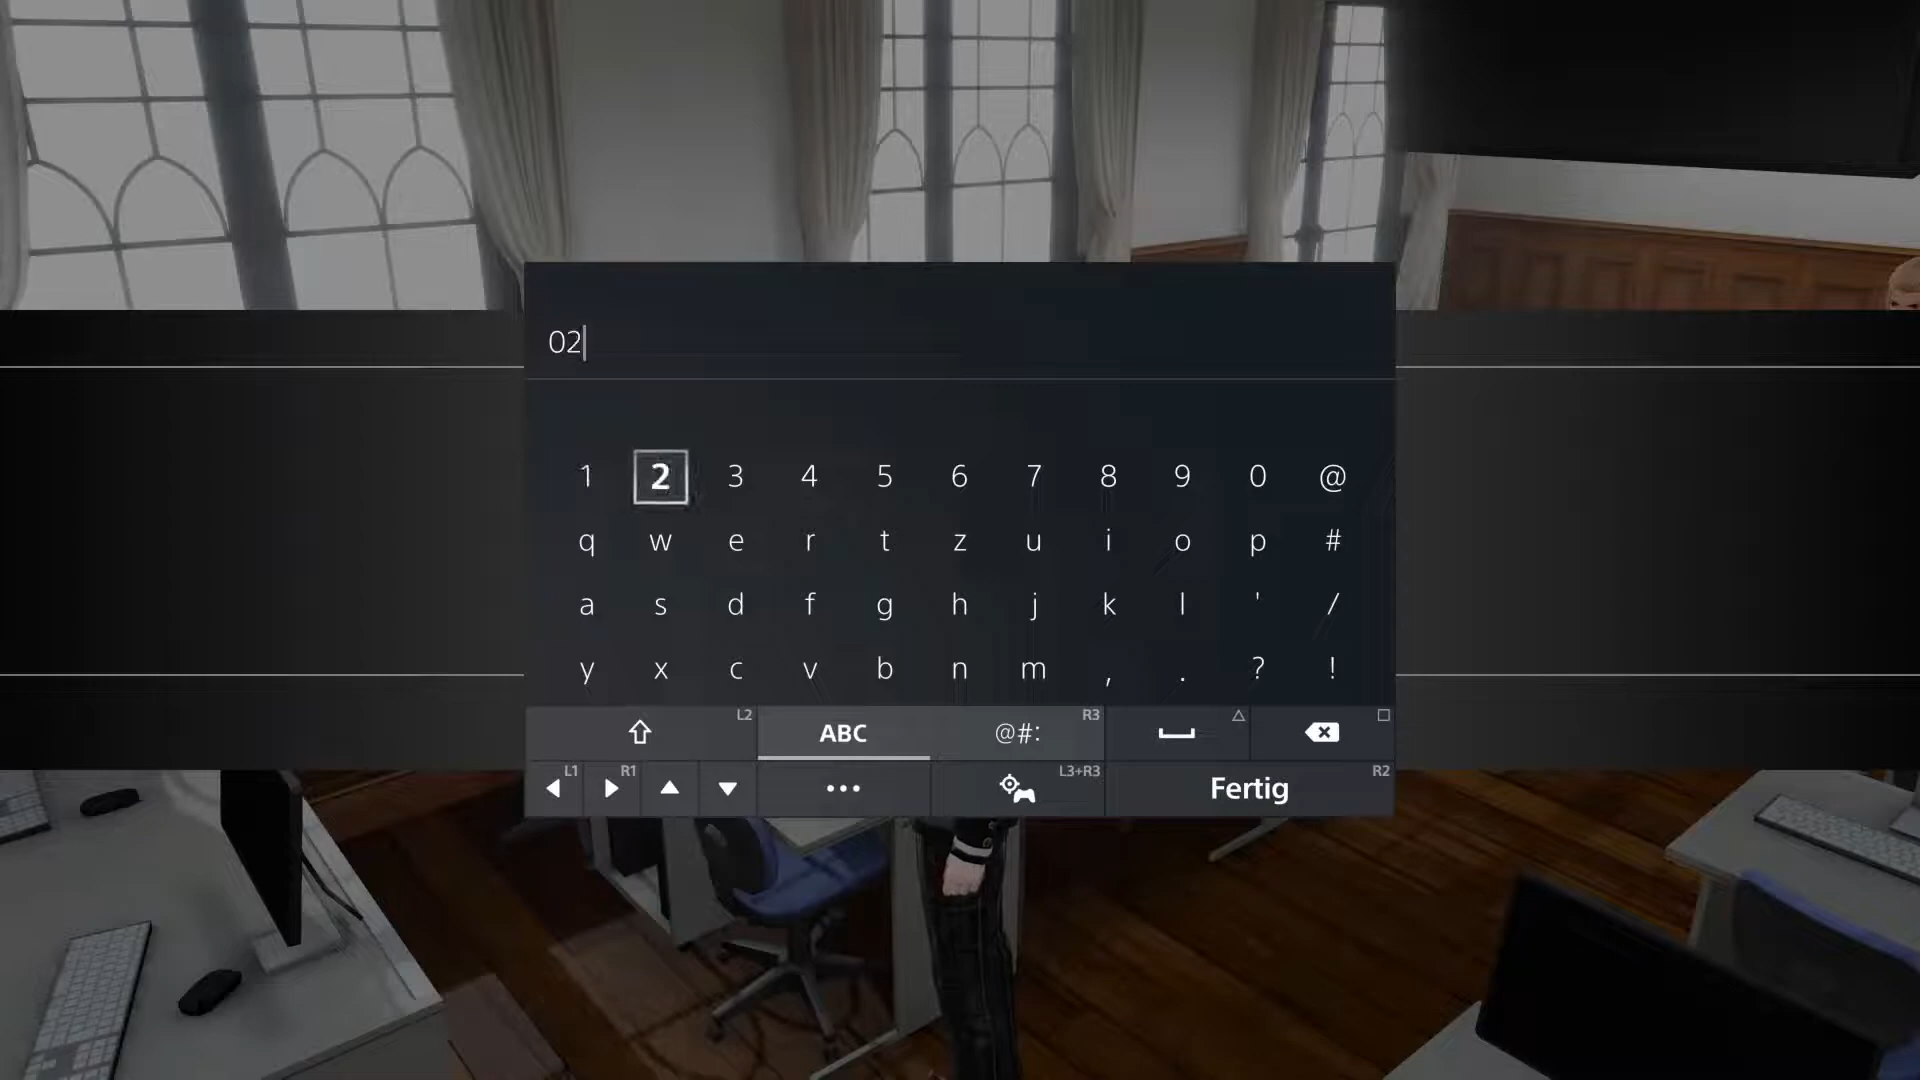 02
1 2 3 4 5 6 7 8 9 0 @
q w e r t z u i o p #
a s d f g h j k l ' /
y x c v b n m , . ? !
L2 ABC @#: R3
L1 R1 ... L3+R3 Fertig R2